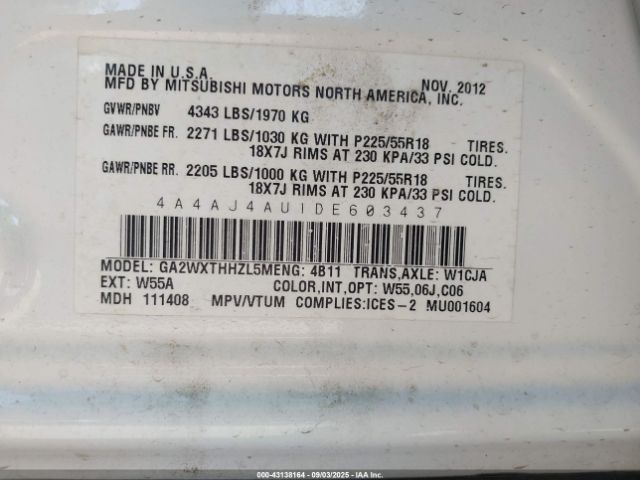 MADE IN U.S.A. NOV. 2012
MFD BY MITSUBISHI MOTORS NORTH AMERICA, INC.
GVWR/PNBV 4343 LBS/1970 KG
GAWR/PNBE FR. 2271 LBS/1030 KG WITH P225/55R18 TIRES.
18X7J RIMS AT 230 KPA/33 PSI COLD.
GAWR/PNBE RR. 2205 LBS/1000 KG WITH P225/55R18 TIRES.
18X7J RIMS AT 230 KPA/33 PSI COLD.
4A4AJ4AU1DE603437
MODEL: GA2WXTHHZL5MENG: 4B11 TRANS,AXLE: W1CJA
EXT: W55A COLOR,INT,OPT: W55,06J,C06
MDH 111408 MPV/VTUM COMPLIES:ICES-2 MU001604
000-43138164 - 09/03/2025 - IAAI.com